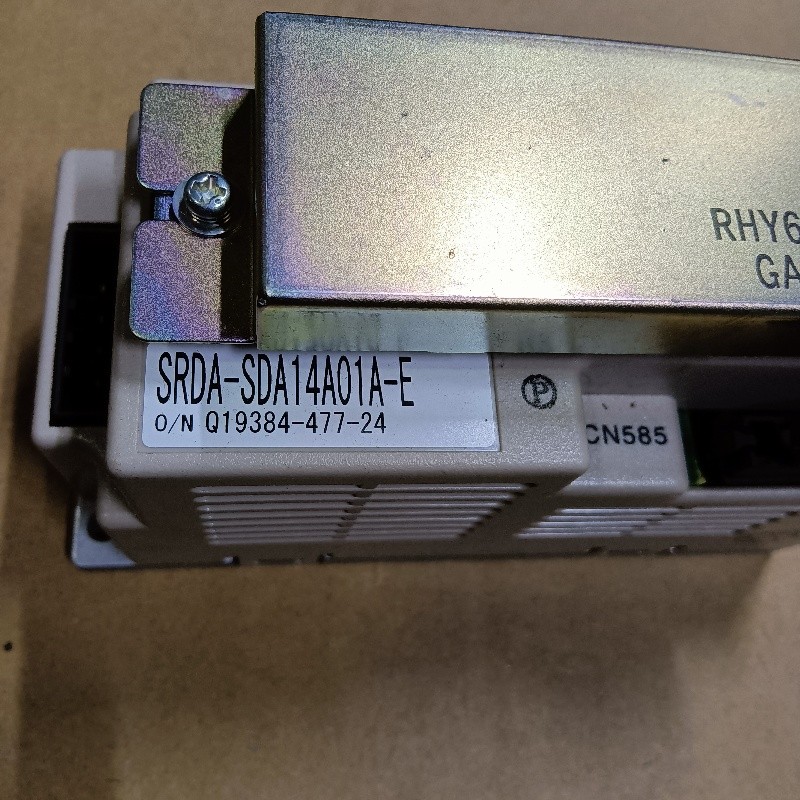 RHY6
GA
SRDA-SDA14A01A-E
O/N Q19384-477-24
P
CN585